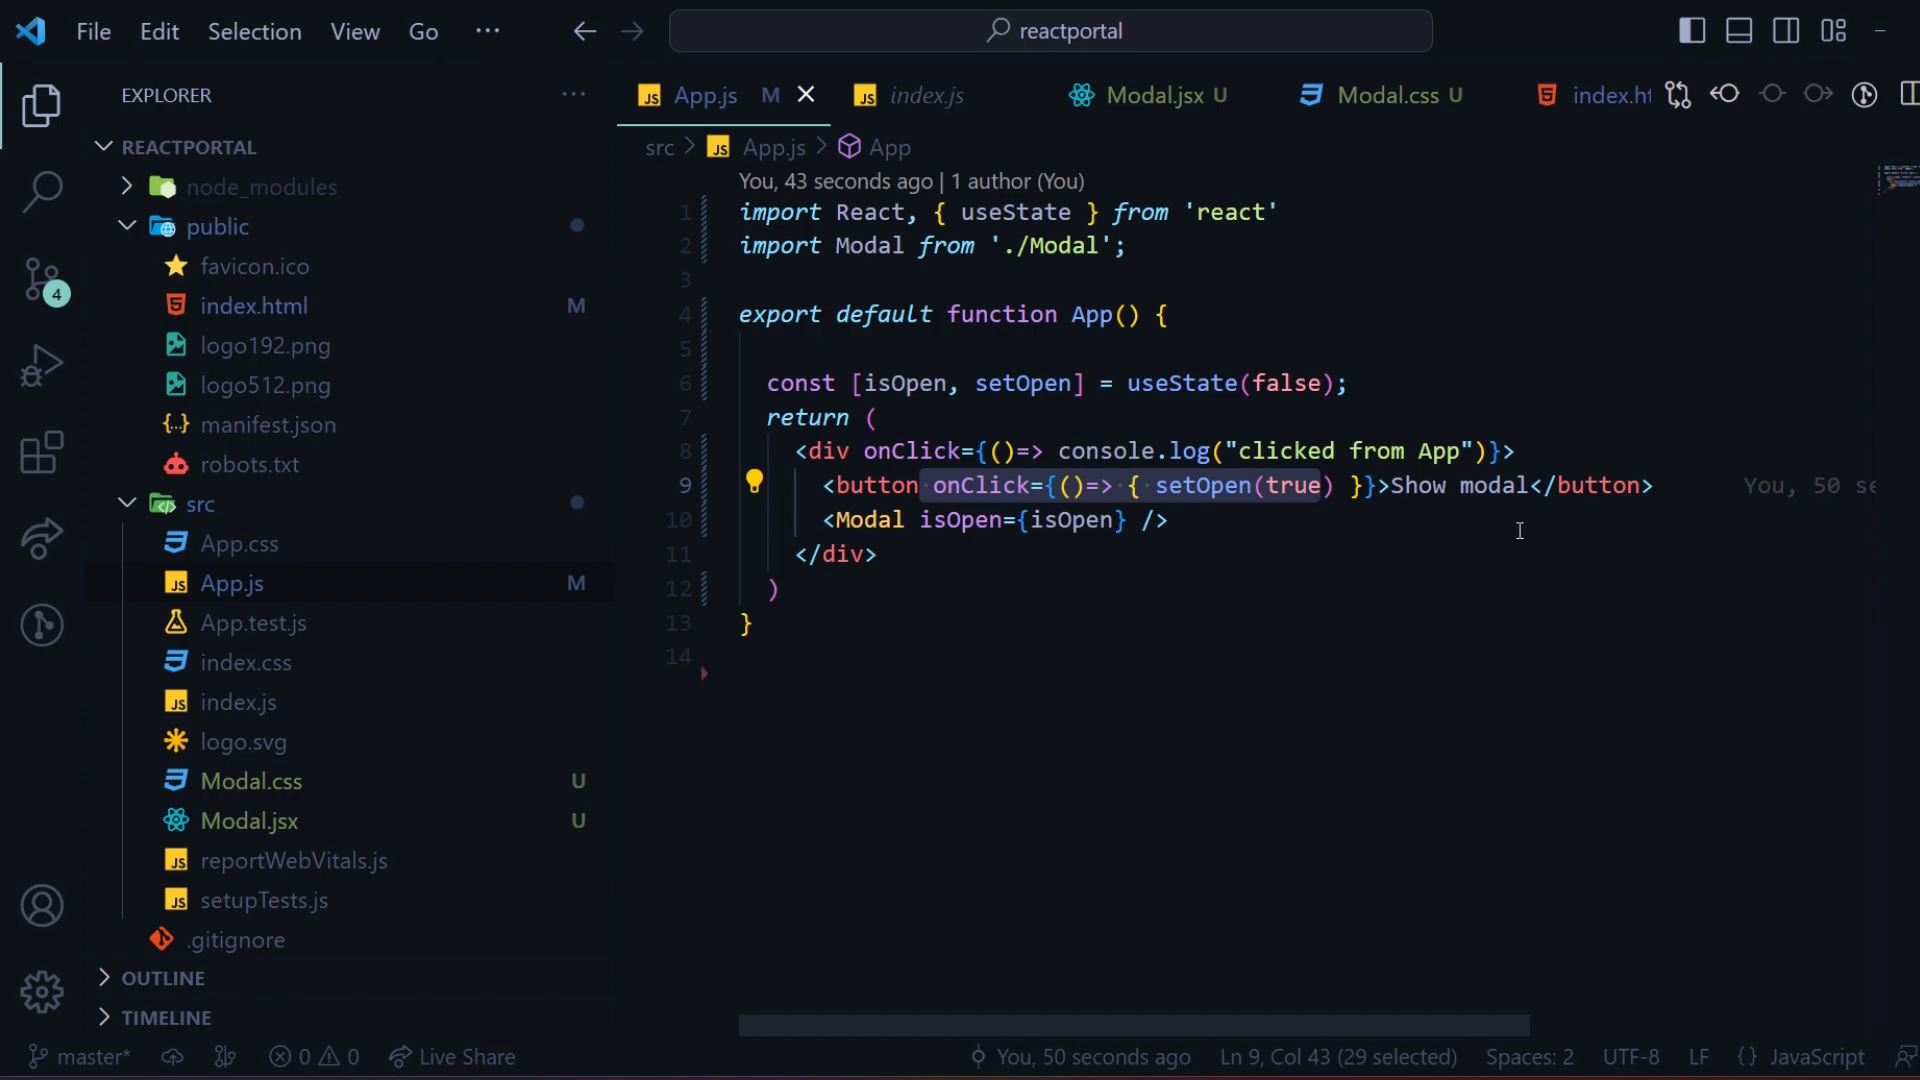 File Edit Selection View Go ··· reactportal
EXPLORER ···
REACTPORTAL
node_modules
public
favicon.ico
index.html M
logo192.png
logo512.png
manifest.json
robots.txt
src
App.css
App.js M
App.test.js
index.css
index.js
logo.svg
Modal.css U
Modal.jsx U
reportWebVitals.js
setupTests.js
.gitignore
OUTLINE
TIMELINE
App.js M index.js Modal.jsx U Modal.css U
src > App.js > App
You, 43 seconds ago | 1 author (You)
1 import React, { useState } from 'react'
2 import Modal from './Modal';
3
4 export default function App() {
5
6 const [isOpen, setOpen] = useState(false);
7 return (
8 <div onClick={()=> console.log("clicked from App")}>
9 <button onClick={()=> { setOpen(true) }}>Show modal</button> You, 50
10 <Modal isOpen={isOpen} />
11 </div>
12 )
13 }
14
master* 0 0 Live Share You, 50 seconds ago Ln 9, Col 43 (29 selected) Spaces: 2 UTF-8 LF {} JavaScript
4